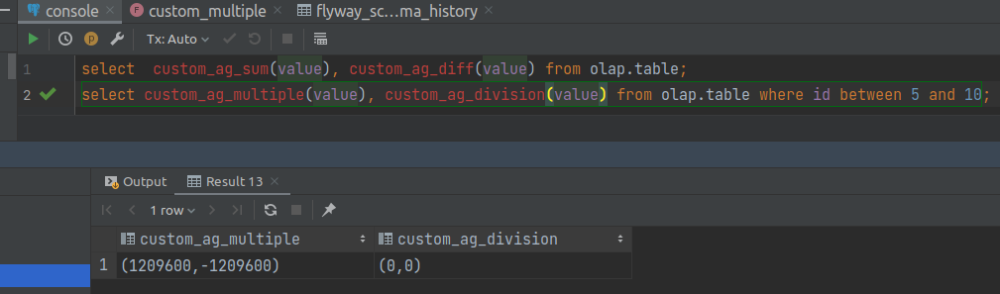 console custom_multiple flyway_sc...ma_history
Tx: Auto
1 select  custom_ag_sum(value), custom_ag_diff(value) from olap.table;
2 select custom_ag_multiple(value), custom_ag_division(value) from olap.table where id between 5 and 10;
Output Result 13
1 row
custom_ag_multiple custom_ag_division
1 (1209600,-1209600) (0,0)